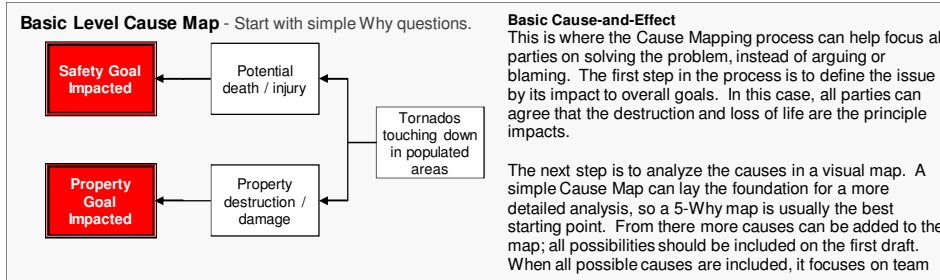 Basic Level Cause Map - Start with simple Why questions.
Safety Goal
Impacted
Potential
death / injury
Tornados
touching down
in populated
areas
Property
Goal
Impacted
Property
destruction /
damage
Basic Cause-and-Effect
This is where the Cause Mapping process can help focus al
parties on solving the problem, instead of arguing or
blaming. The first step in the process is to define the issue
by its impact to overall goals. In this case, all parties can
agree that the destruction and loss of life are the principle
impacts.
The next step is to analyze the causes in a visual map. A
simple Cause Map can lay the foundation for a more
detailed analysis, so a 5-Why map is usually the best
starting point. From there more causes can be added to the
map; all possibilities should be included on the first draft.
When all possible causes are included, it focuses on team